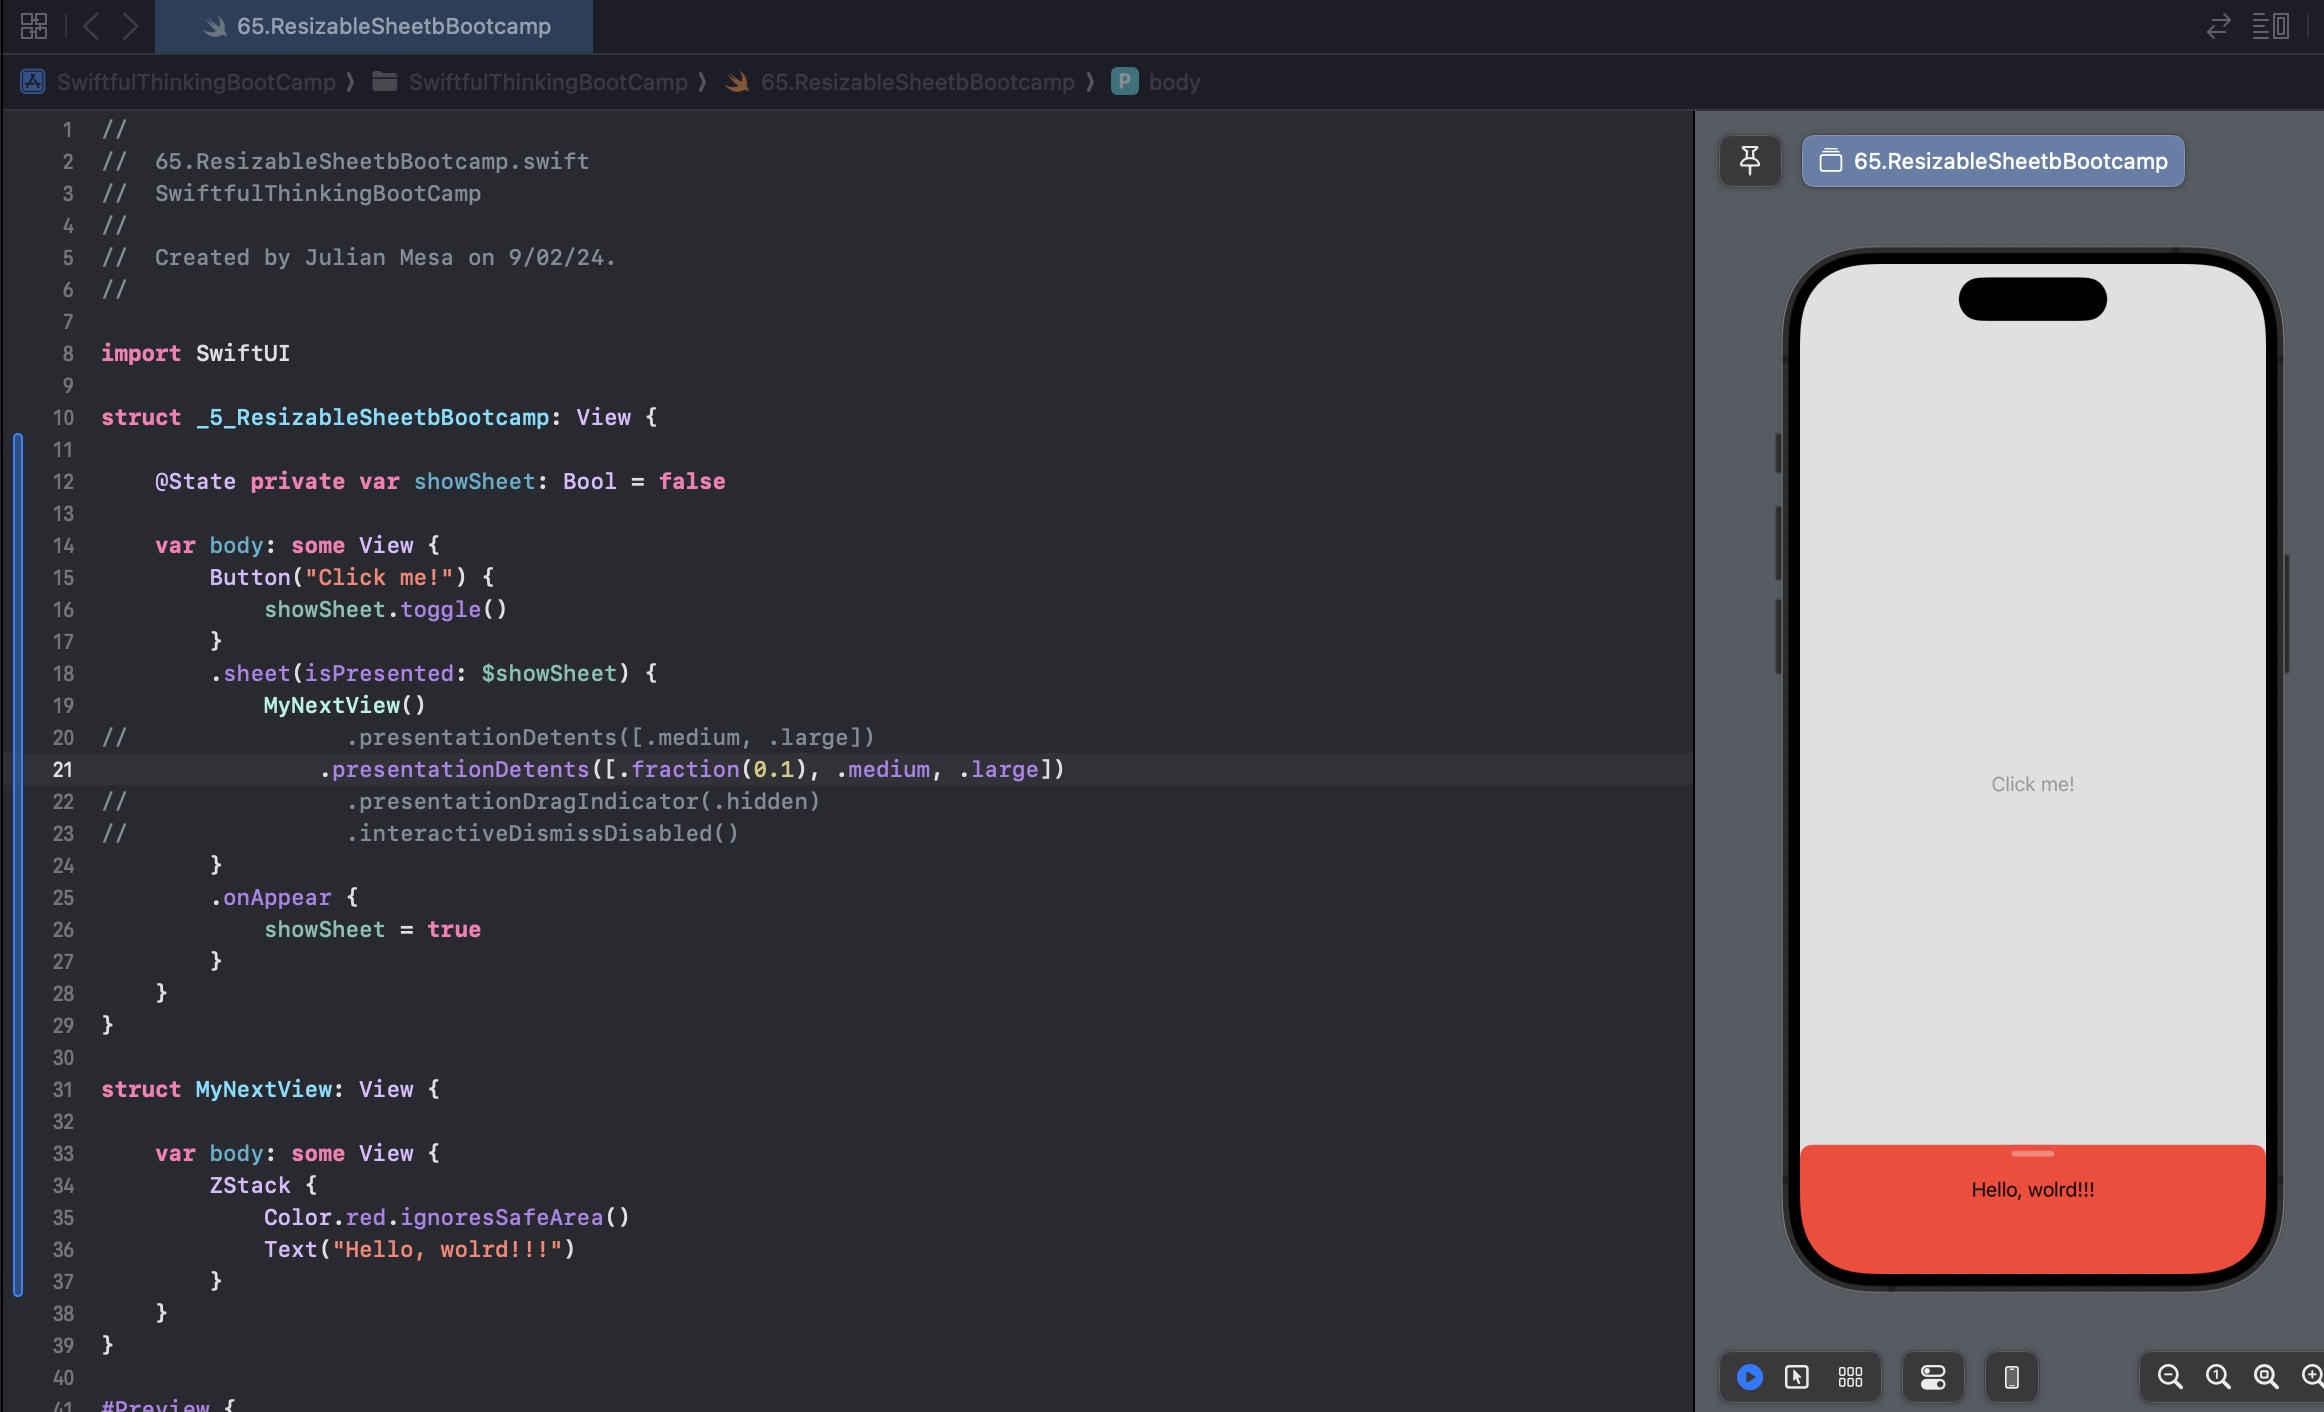 65.ResizableSheetbBootcamp
SwiftfulThinkingBootCamp ⟩ SwiftfulThinkingBootCamp ⟩ 65.ResizableSheetbBootcamp ⟩ P body
1 //
2 //  65.ResizableSheetbBootcamp.swift
3 //  SwiftfulThinkingBootCamp
4 //
5 //  Created by Julian Mesa on 9/02/24.
6 //
7
8 import SwiftUI
9
10 struct _5_ResizableSheetbBootcamp: View {
11
12     @State private var showSheet: Bool = false
13
14     var body: some View {
15         Button("Click me!") {
16             showSheet.toggle()
17         }
18         .sheet(isPresented: $showSheet) {
19             MyNextView()
20 //                .presentationDetents([.medium, .large])
21                 .presentationDetents([.fraction(0.1), .medium, .large])
22 //                .presentationDragIndicator(.hidden)
23 //                .interactiveDismissDisabled()
24         }
25         .onAppear {
26             showSheet = true
27         }
28     }
29 }
30
31 struct MyNextView: View {
32
33     var body: some View {
34         ZStack {
35             Color.red.ignoresSafeArea()
36             Text("Hello, wolrd!!!")
37         }
38     }
39 }
40
41 #Preview {
65.ResizableSheetbBootcamp
Click me!
Hello, wolrd!!!